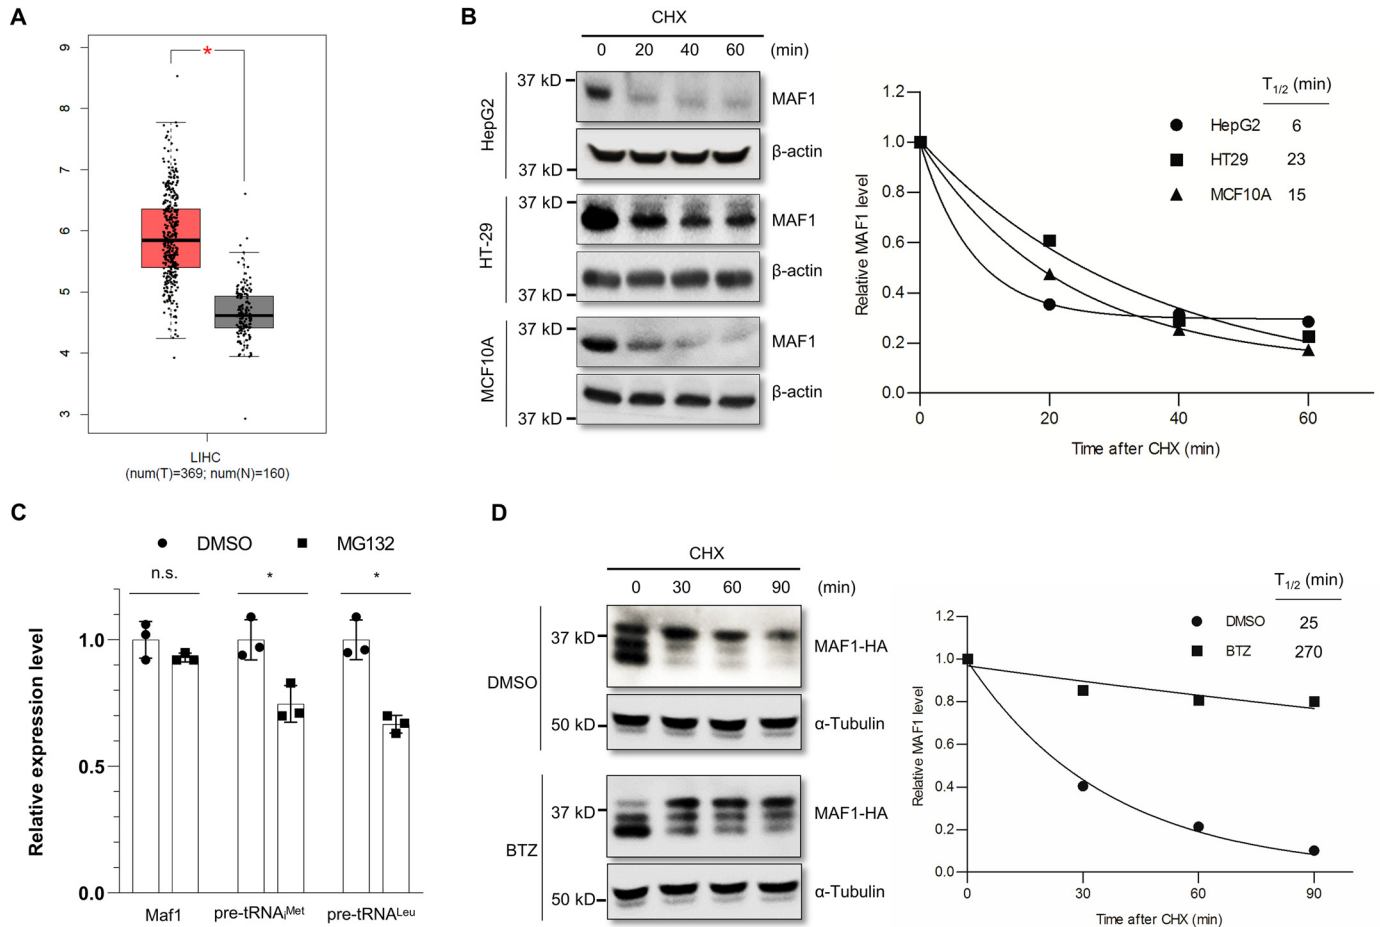 A
9
8
7
6
5
4
3
*
LIHC
(num(T)=369; num(N)=160)
B
CHX
0 20 40 60 (min)
HepG2
37 kD
MAF1
β-actin
37 kD
HT-29
37 kD
MAF1
β-actin
37 kD
MCF10A
37 kD
MAF1
β-actin
37 kD
T1/2 (min)
HepG2 6
HT29 23
MCF10A 15
Relative MAF1 level
1.2
1.0
0.8
0.6
0.4
0.2
0.0
0 20 40 60
Time after CHX (min)
C
DMSO MG132
n.s. * *
Relative expression level
1.0
0.5
0.0
Maf1 pre-tRNAiMet pre-tRNALeu
D
CHX
0 30 60 90 (min)
DMSO
37 kD
MAF1-HA
50 kD
α-Tubulin
BTZ
37 kD
MAF1-HA
50 kD
α-Tubulin
T1/2 (min)
DMSO 25
BTZ 270
Relative MAF1 level
1.2
1.0
0.8
0.6
0.4
0.2
0.0
0 30 60 90
Time after CHX (min)